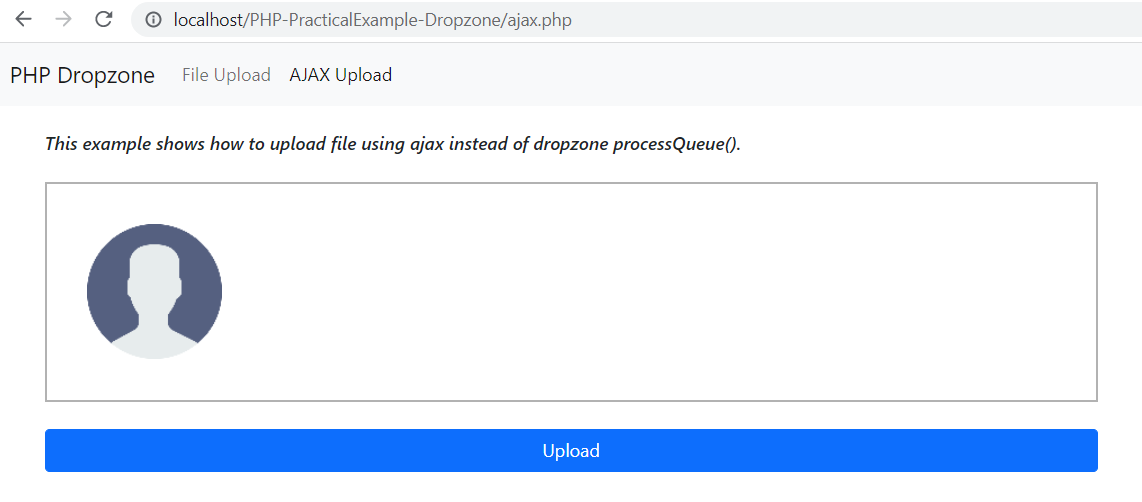 localhost/PHP-PracticalExample-Dropzone/ajax.php
PHP Dropzone File Upload AJAX Upload
This example shows how to upload file using ajax instead of dropzone processQueue().
Upload